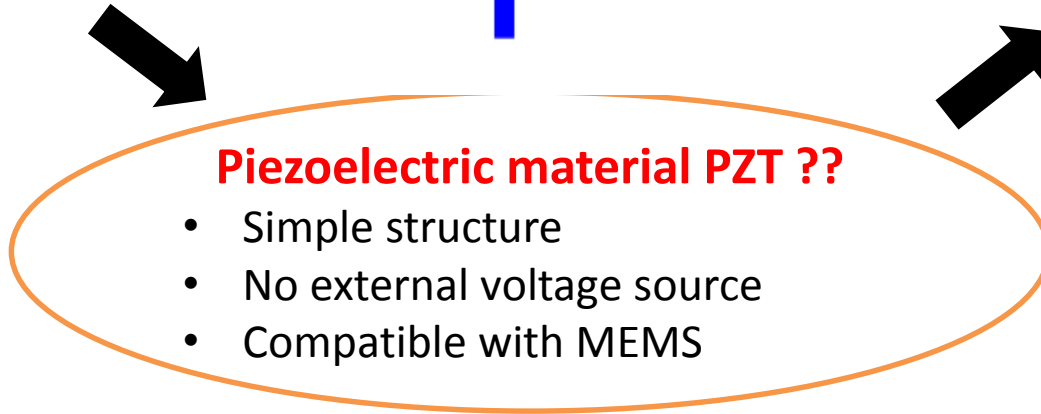 Piezoelectric material PZT ??
• Simple structure
• No external voltage source
• Compatible with MEMS